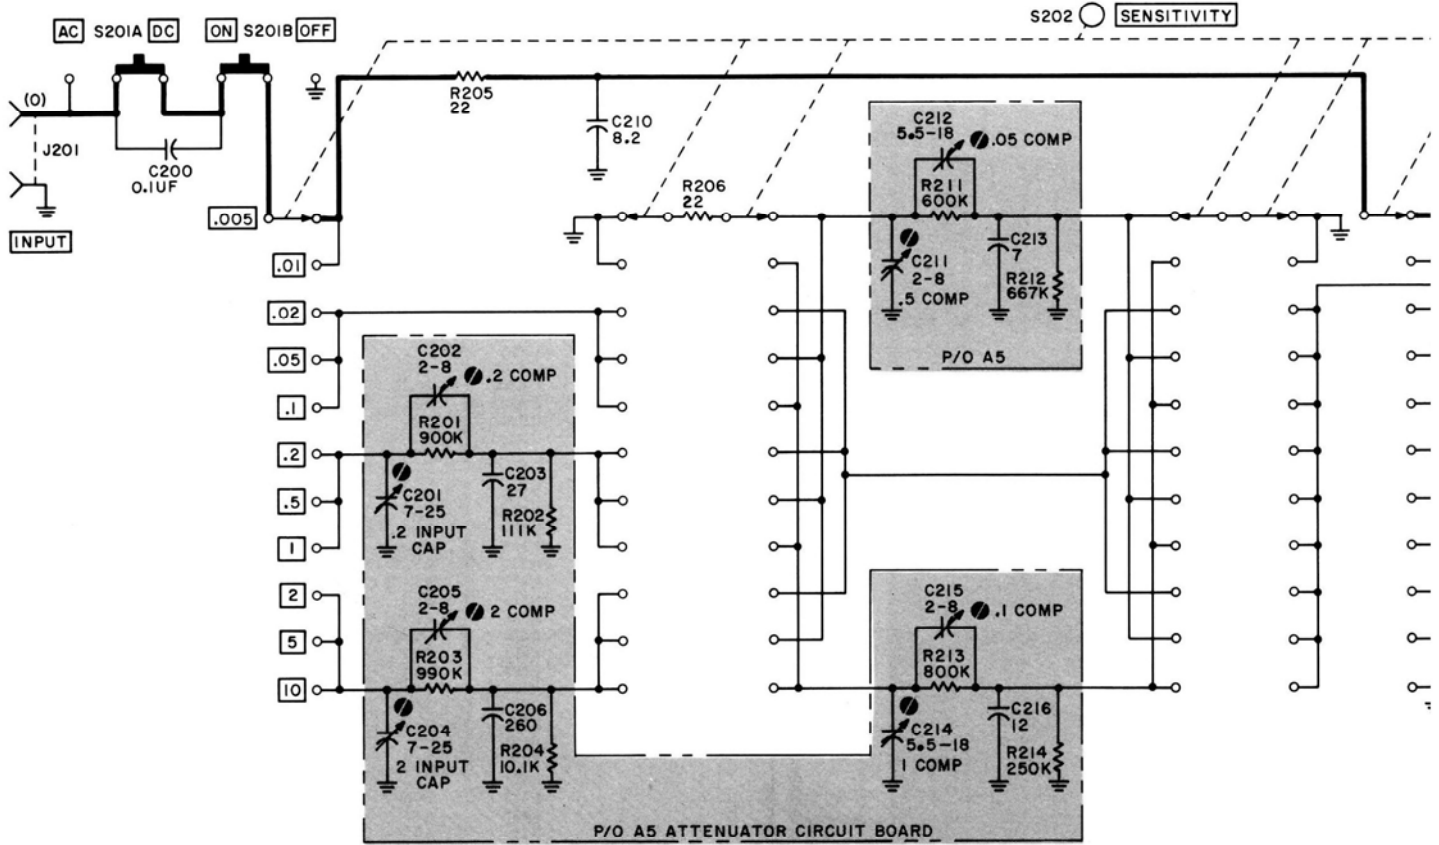 S202 SENSITIVITY
AC S201A DC ON S201B OFF
(0)
J201
C200
0.1UF
INPUT
R205
22
C210
8.2
R206
22
.005
.01
.02
.05
.1
.2
.5
1
2
5
10
C202
2-8
.2 COMP
R201
900K
C201
7-25
.2 INPUT
CAP
C203
27
R202
111K
C205
2-8
2 COMP
R203
990K
C204
7-25
2 INPUT
CAP
C206
260
R204
10.1K
C212
5.5-18
.05 COMP
R211
600K
C211
2-8
.5 COMP
C213
7
R212
667K
P/O A5
C215
2-8
.1 COMP
R213
800K
C214
5.5-18
1 COMP
C216
12
R214
250K
P/O A5 ATTENUATOR CIRCUIT BOARD